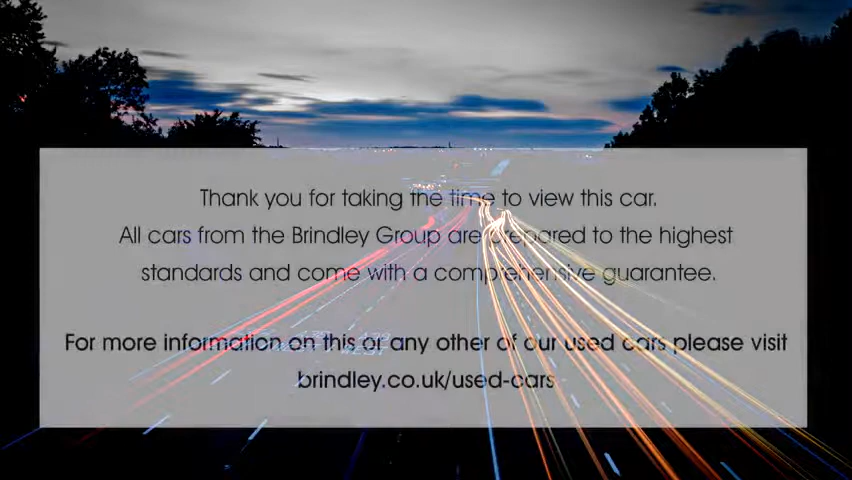 Thank you for taking the time to view this car.
All cars from the Brindley Group are prepared to the highest
standards and come with a comprehensive guarantee.
For more information on this or any other of our used cars please visit
brindley.co.uk/used-cars